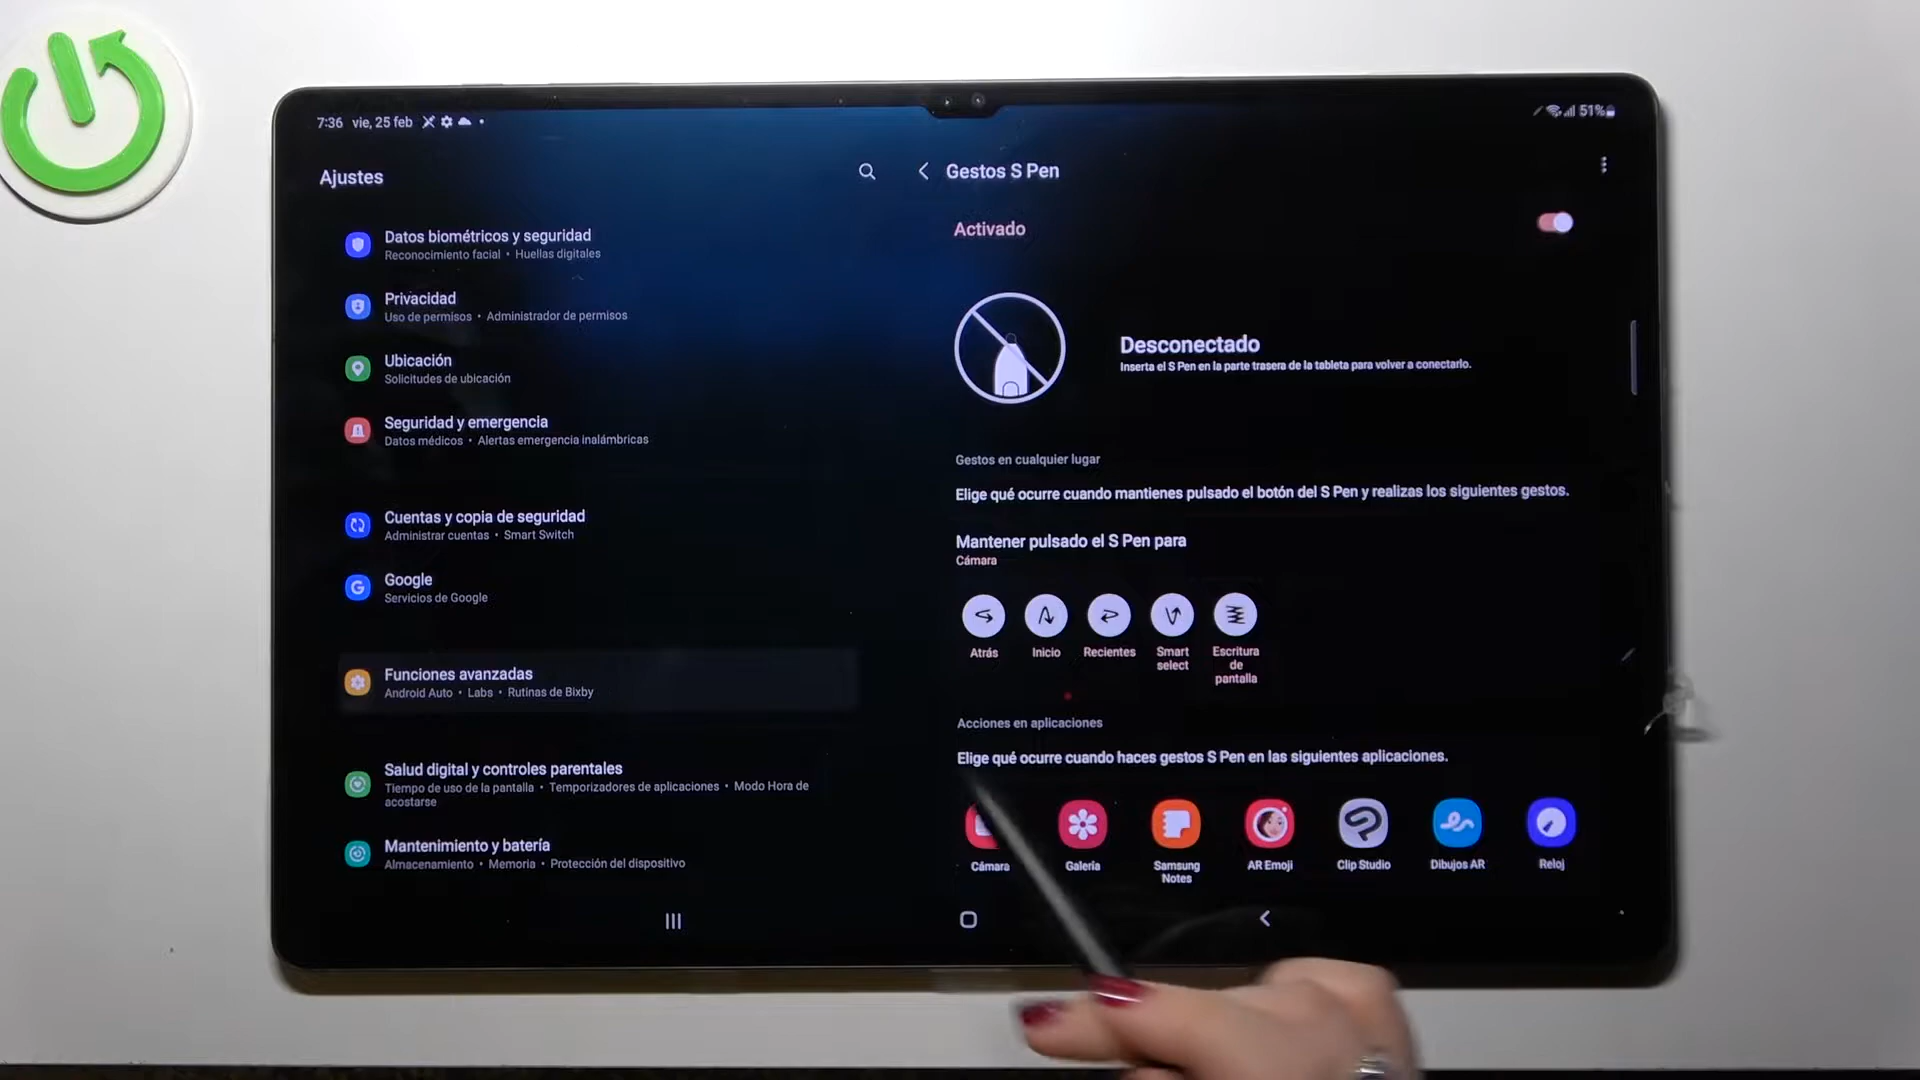 7:36 vie, 25 feb
51%
Ajustes
Datos biométricos y seguridad
Reconocimiento facial • Huellas digitales
Privacidad
Uso de permisos • Administrador de permisos
Ubicación
Solicitudes de ubicación
Seguridad y emergencia
Datos médicos • Alertas emergencia inalámbricas
Cuentas y copia de seguridad
Administrar cuentas • Smart Switch
Google
Servicios de Google
Funciones avanzadas
Android Auto • Labs • Rutinas de Bixby
Salud digital y controles parentales
Tiempo de uso de la pantalla • Temporizadores de aplicaciones • Modo Hora de
acostarse
Mantenimiento y batería
Almacenamiento • Memoria • Protección del dispositivo
Gestos S Pen
Activado
Desconectado
Inserta el S Pen en la parte trasera de la tableta para volver a conectarlo.
Gestos en cualquier lugar
Elige qué ocurre cuando mantienes pulsado el botón del S Pen y realizas los siguientes gestos.
Mantener pulsado el S Pen para
Cámara
Atrás
Inicio
Recientes
Smart
select
Escritura
de
pantalla
Acciones en aplicaciones
Elige qué ocurre cuando haces gestos S Pen en las siguientes aplicaciones.
Cámara
Galería
Samsung
Notes
AR Emoji
Clip Studio
Dibujos AR
Reloj